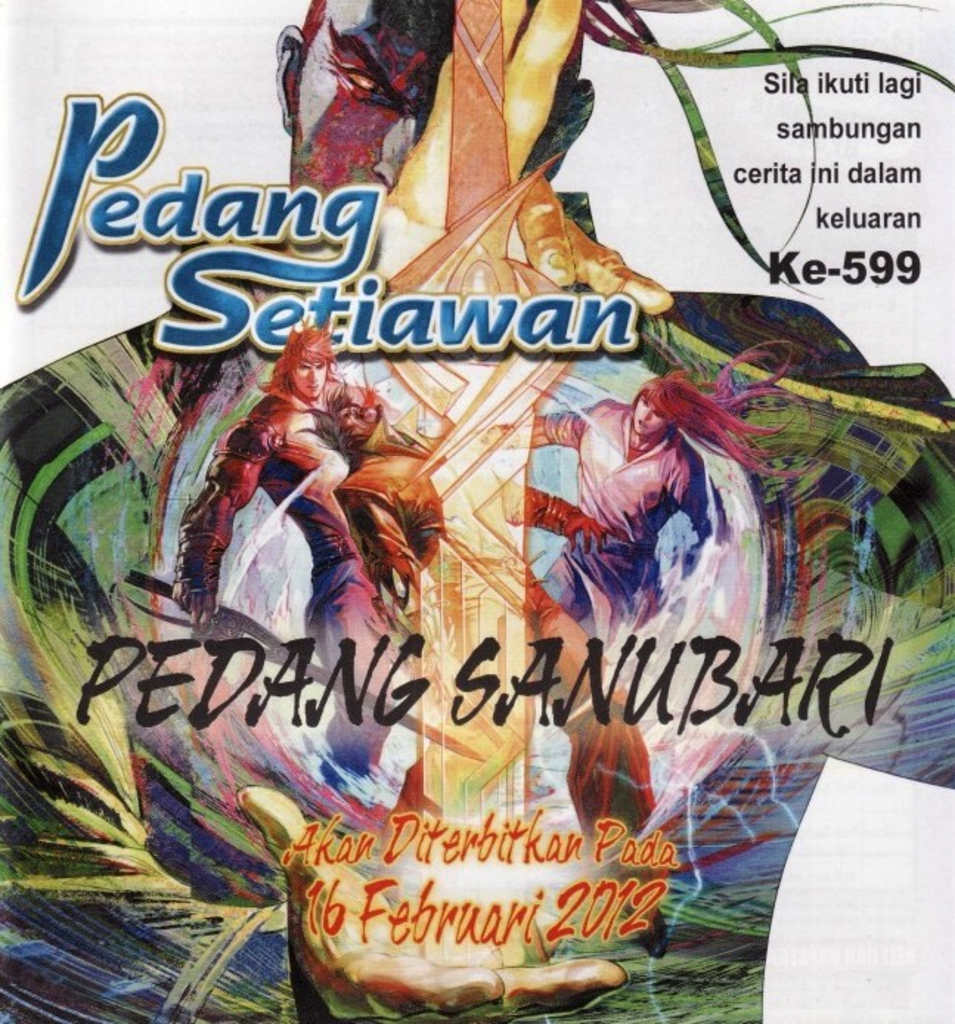 Pedang
Setiawan
Sila ikuti lagi
sambungan
cerita ini dalam
keluaran
Ke-599
PEDANG SANUBARI
Akan Diterbitkan Pada
16 Februari 2012